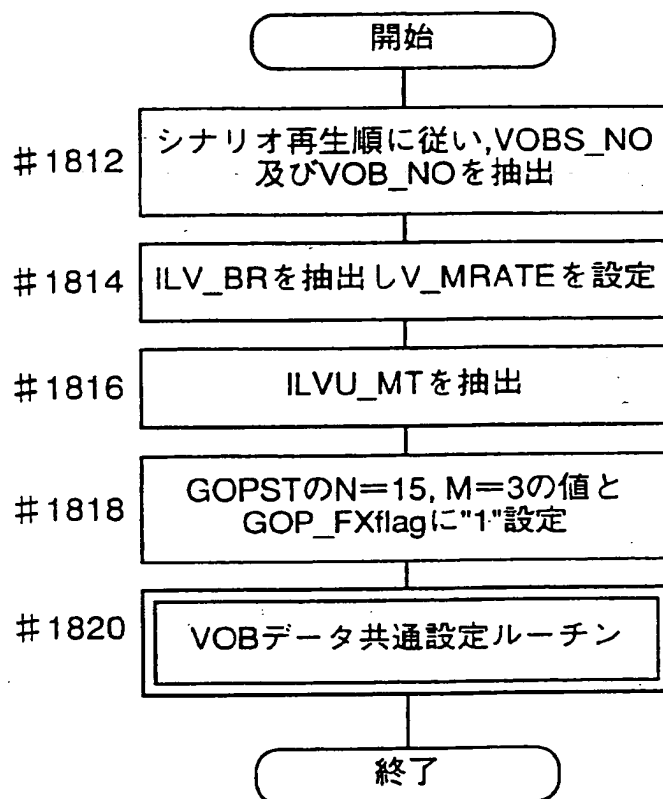 開始
#1812
シナリオ再生順に従い,VOBS_NO
及びVOB_NOを抽出
#1814
ILV_BRを抽出しV_MRATEを設定
#1816
ILVU_MTを抽出
#1818
GOPSTのN=15, M=3の値と
GOP_FXflagに"1"設定
#1820
VOBデータ共通設定ルーチン
終了